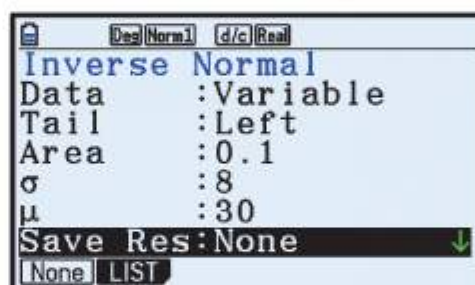 Deg Norm1 d/c Real
Inverse Normal
Data :Variable
Tail :Left
Area :0.1
σ :8
μ :30
Save Res:None
None LIST